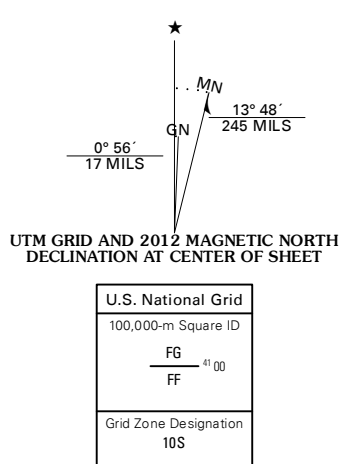 ★
MN
GN
13° 48´
245 MILS
0° 56´
17 MILS
UTM GRID AND 2012 MAGNETIC NORTH
DECLINATION AT CENTER OF SHEET
U.S. National Grid
100,000-m Square ID
FG
41 00
FF
Grid Zone Designation
10S